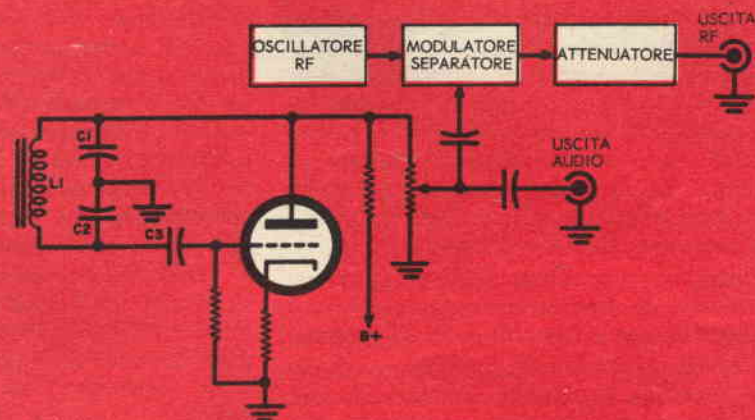 USCITA
RF
OSCILLATORE
RF
MODULATORE
SEPARATORE
ATTENUATORE
C1
L1
C2
C3
USCITA
AUDIO
B+